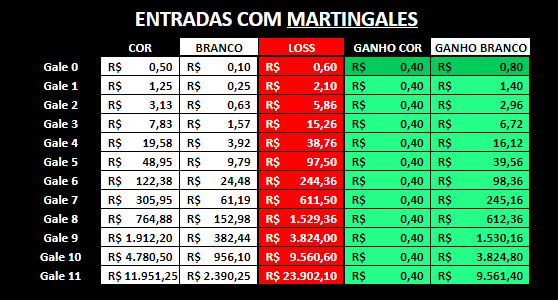 ENTRADAS COM MARTINGALES
COR BRANCO LOSS GANHO COR GANHO BRANCO
Gale 0 R$ 0,50 R$ 0,10 R$ 0,60 R$ 0,40 R$ 0,80
Gale 1 R$ 1,25 R$ 0,25 R$ 2,10 R$ 0,40 R$ 1,40
Gale 2 R$ 3,13 R$ 0,63 R$ 5,86 R$ 0,40 R$ 2,96
Gale 3 R$ 7,83 R$ 1,57 R$ 15,26 R$ 0,40 R$ 6,72
Gale 4 R$ 19,58 R$ 3,92 R$ 38,76 R$ 0,40 R$ 16,12
Gale 5 R$ 48,95 R$ 9,79 R$ 97,50 R$ 0,40 R$ 39,56
Gale 6 R$ 122,38 R$ 24,48 R$ 244,36 R$ 0,40 R$ 98,36
Gale 7 R$ 305,95 R$ 61,19 R$ 611,50 R$ 0,40 R$ 245,16
Gale 8 R$ 764,88 R$ 152,98 R$ 1.529,36 R$ 0,40 R$ 612,36
Gale 9 R$ 1.912,20 R$ 382,44 R$ 3.824,00 R$ 0,40 R$ 1.530,16
Gale 10 R$ 4.780,50 R$ 956,10 R$ 9.560,60 R$ 0,40 R$ 3.824,80
Gale 11 R$ 11.951,25 R$ 2.390,25 R$ 23.902,10 R$ 0,40 R$ 9.561,40